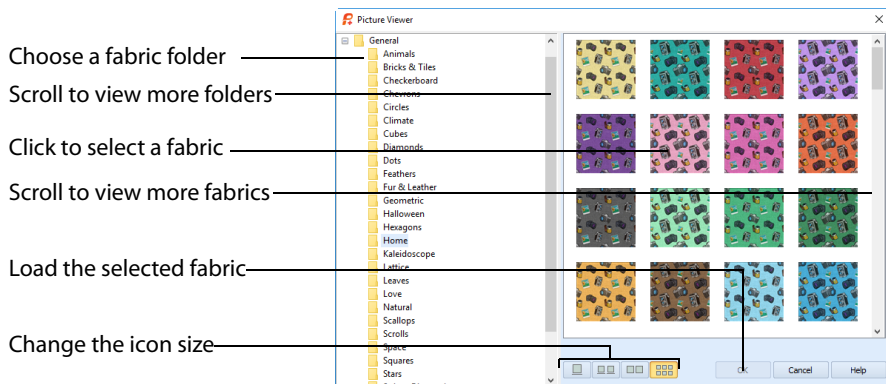 Picture Viewer
Choose a fabric folder
Scroll to view more folders
Click to select a fabric
Scroll to view more fabrics
Load the selected fabric
Change the icon size
General
Animals
Bricks & Tiles
Checkerboard
Chevrons
Circles
Climate
Cubes
Diamonds
Dots
Feathers
Fur & Leather
Geometric
Halloween
Hexagons
Home
Kaleidoscope
Lattice
Leaves
Love
Natural
Scallops
Scrolls
Space
Squares
Stars
OK
Cancel
Help